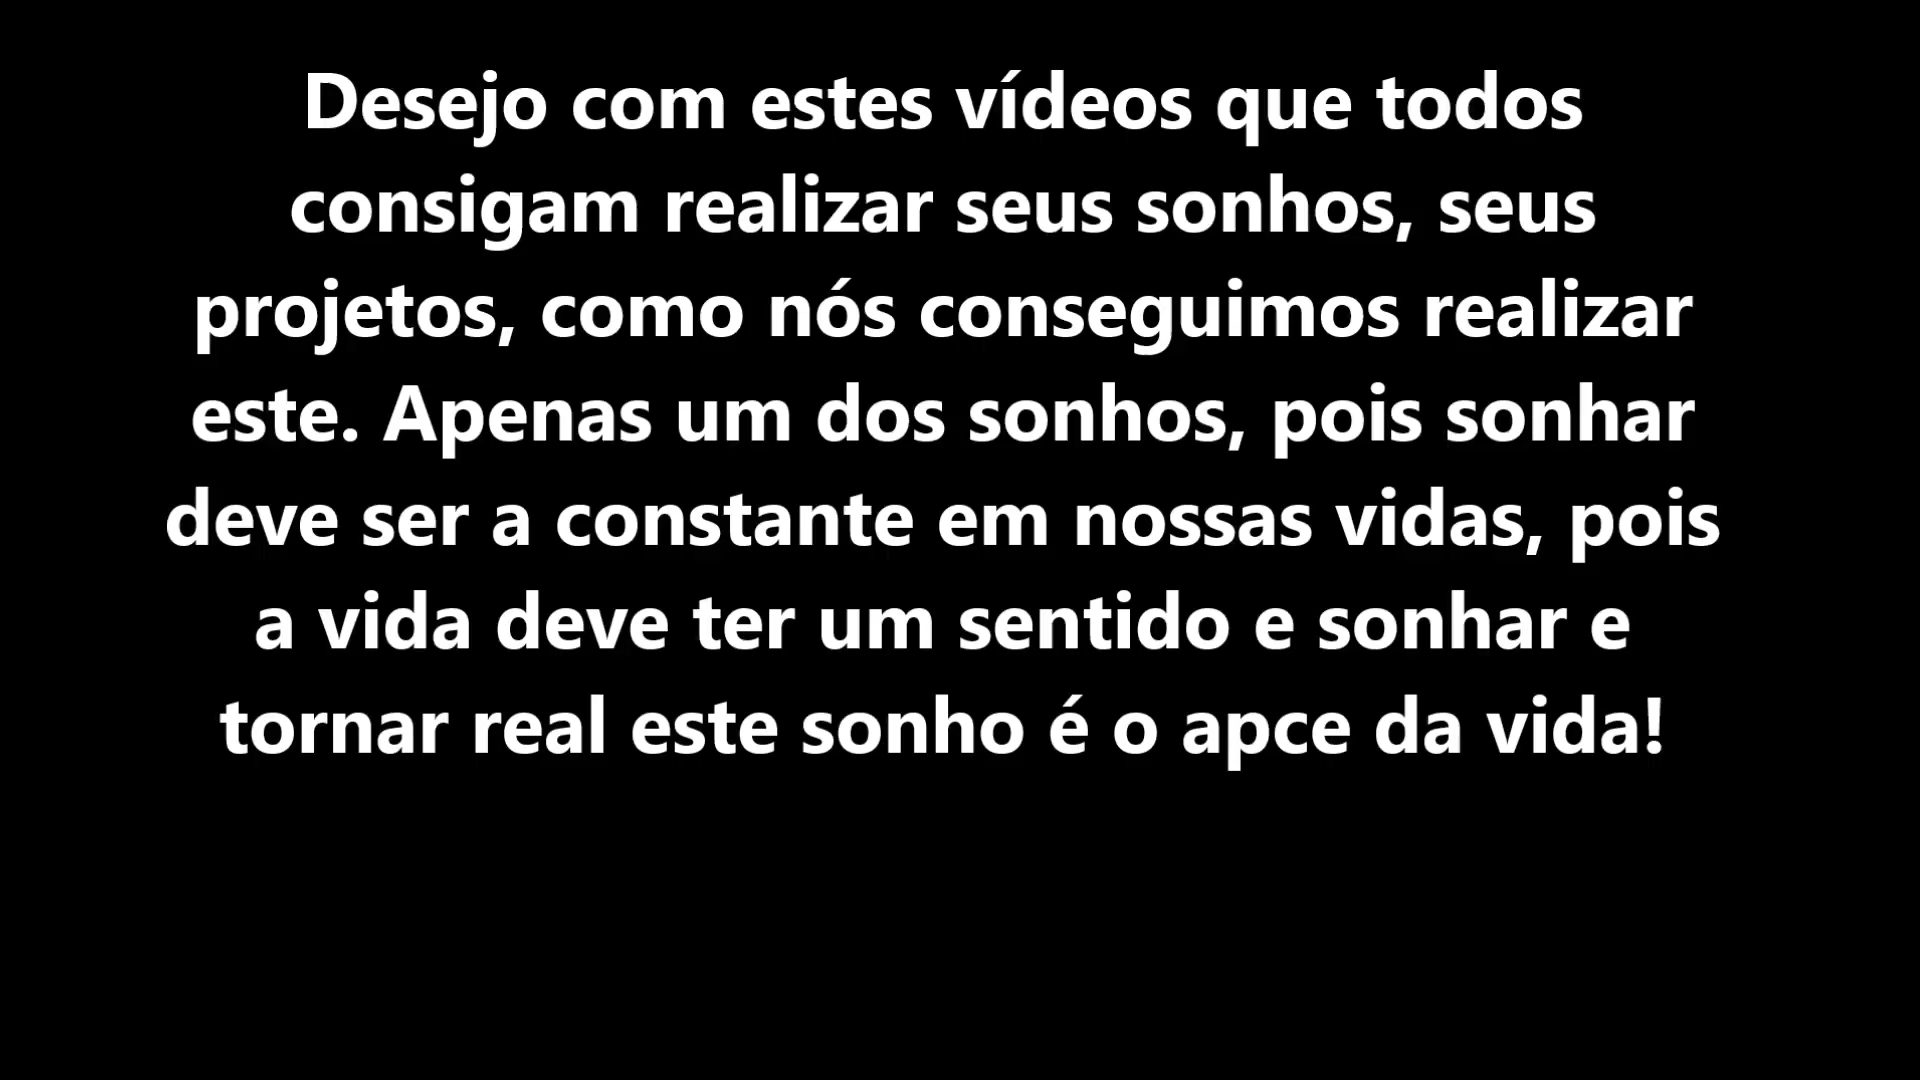 Desejo com estes vídeos que todos
consigam realizar seus sonhos, seus
projetos, como nós conseguimos realizar
este. Apenas um dos sonhos, pois sonhar
deve ser a constante em nossas vidas, pois
a vida deve ter um sentido e sonhar e
tornar real este sonho é o apce da vida!